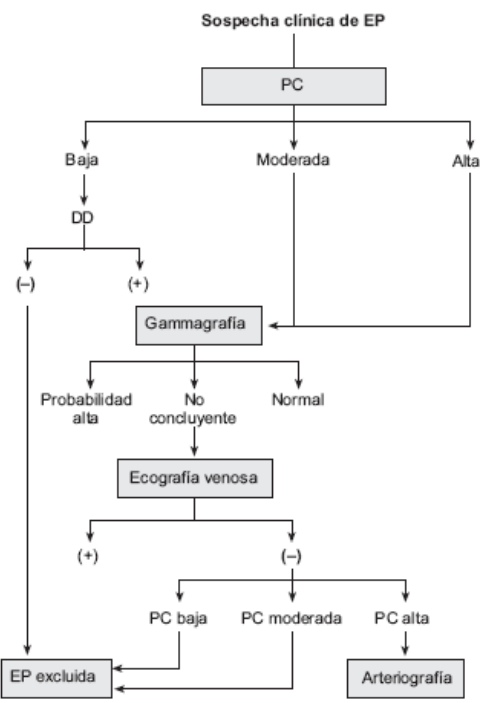 Sospecha clínica de EP
PC
Baja
Moderada
Alta
DD
(–)
(+)
Gammagrafía
Probabilidad
alta
No
concluyente
Normal
Ecografía venosa
(+)
(–)
PC baja
PC moderada
PC alta
EP excluida
Arteriografía